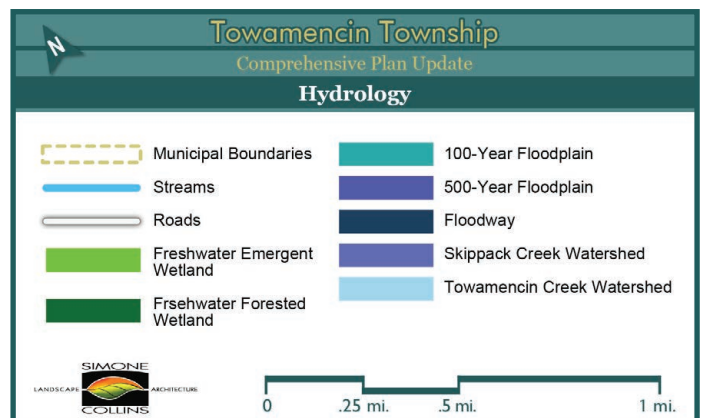 N
Towamencin Township
Comprehensive Plan Update
Hydrology
Municipal Boundaries
Streams
Roads
Freshwater Emergent
Wetland
Frsehwater Forested
Wetland
100-Year Floodplain
500-Year Floodplain
Floodway
Skippack Creek Watershed
Towamencin Creek Watershed
SIMONE
LANDSCAPE ARCHITECTURE
COLLINS
0 .25 mi. .5 mi. 1 mi.